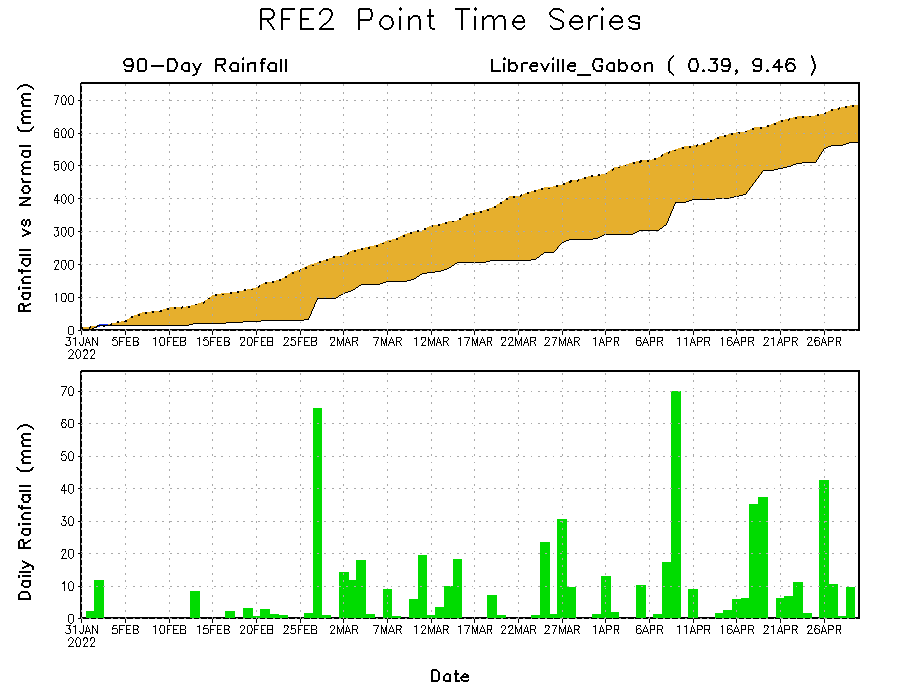 RFE2 Point Time Series
90-Day Rainfall
Libreville_Gabon ( 0.39, 9.46 )
Rainfall vs Normal (mm)
700
600
500
400
300
200
100
0
31JAN 5FEB 10FEB 15FEB 20FEB 25FEB 2MAR 7MAR 12MAR 17MAR 22MAR 27MAR 1APR 6APR 11APR 16APR 21APR 26APR
2022
Daily Rainfall (mm)
70
60
50
40
30
20
10
0
31JAN 5FEB 10FEB 15FEB 20FEB 25FEB 2MAR 7MAR 12MAR 17MAR 22MAR 27MAR 1APR 6APR 11APR 16APR 21APR 26APR
2022
Date